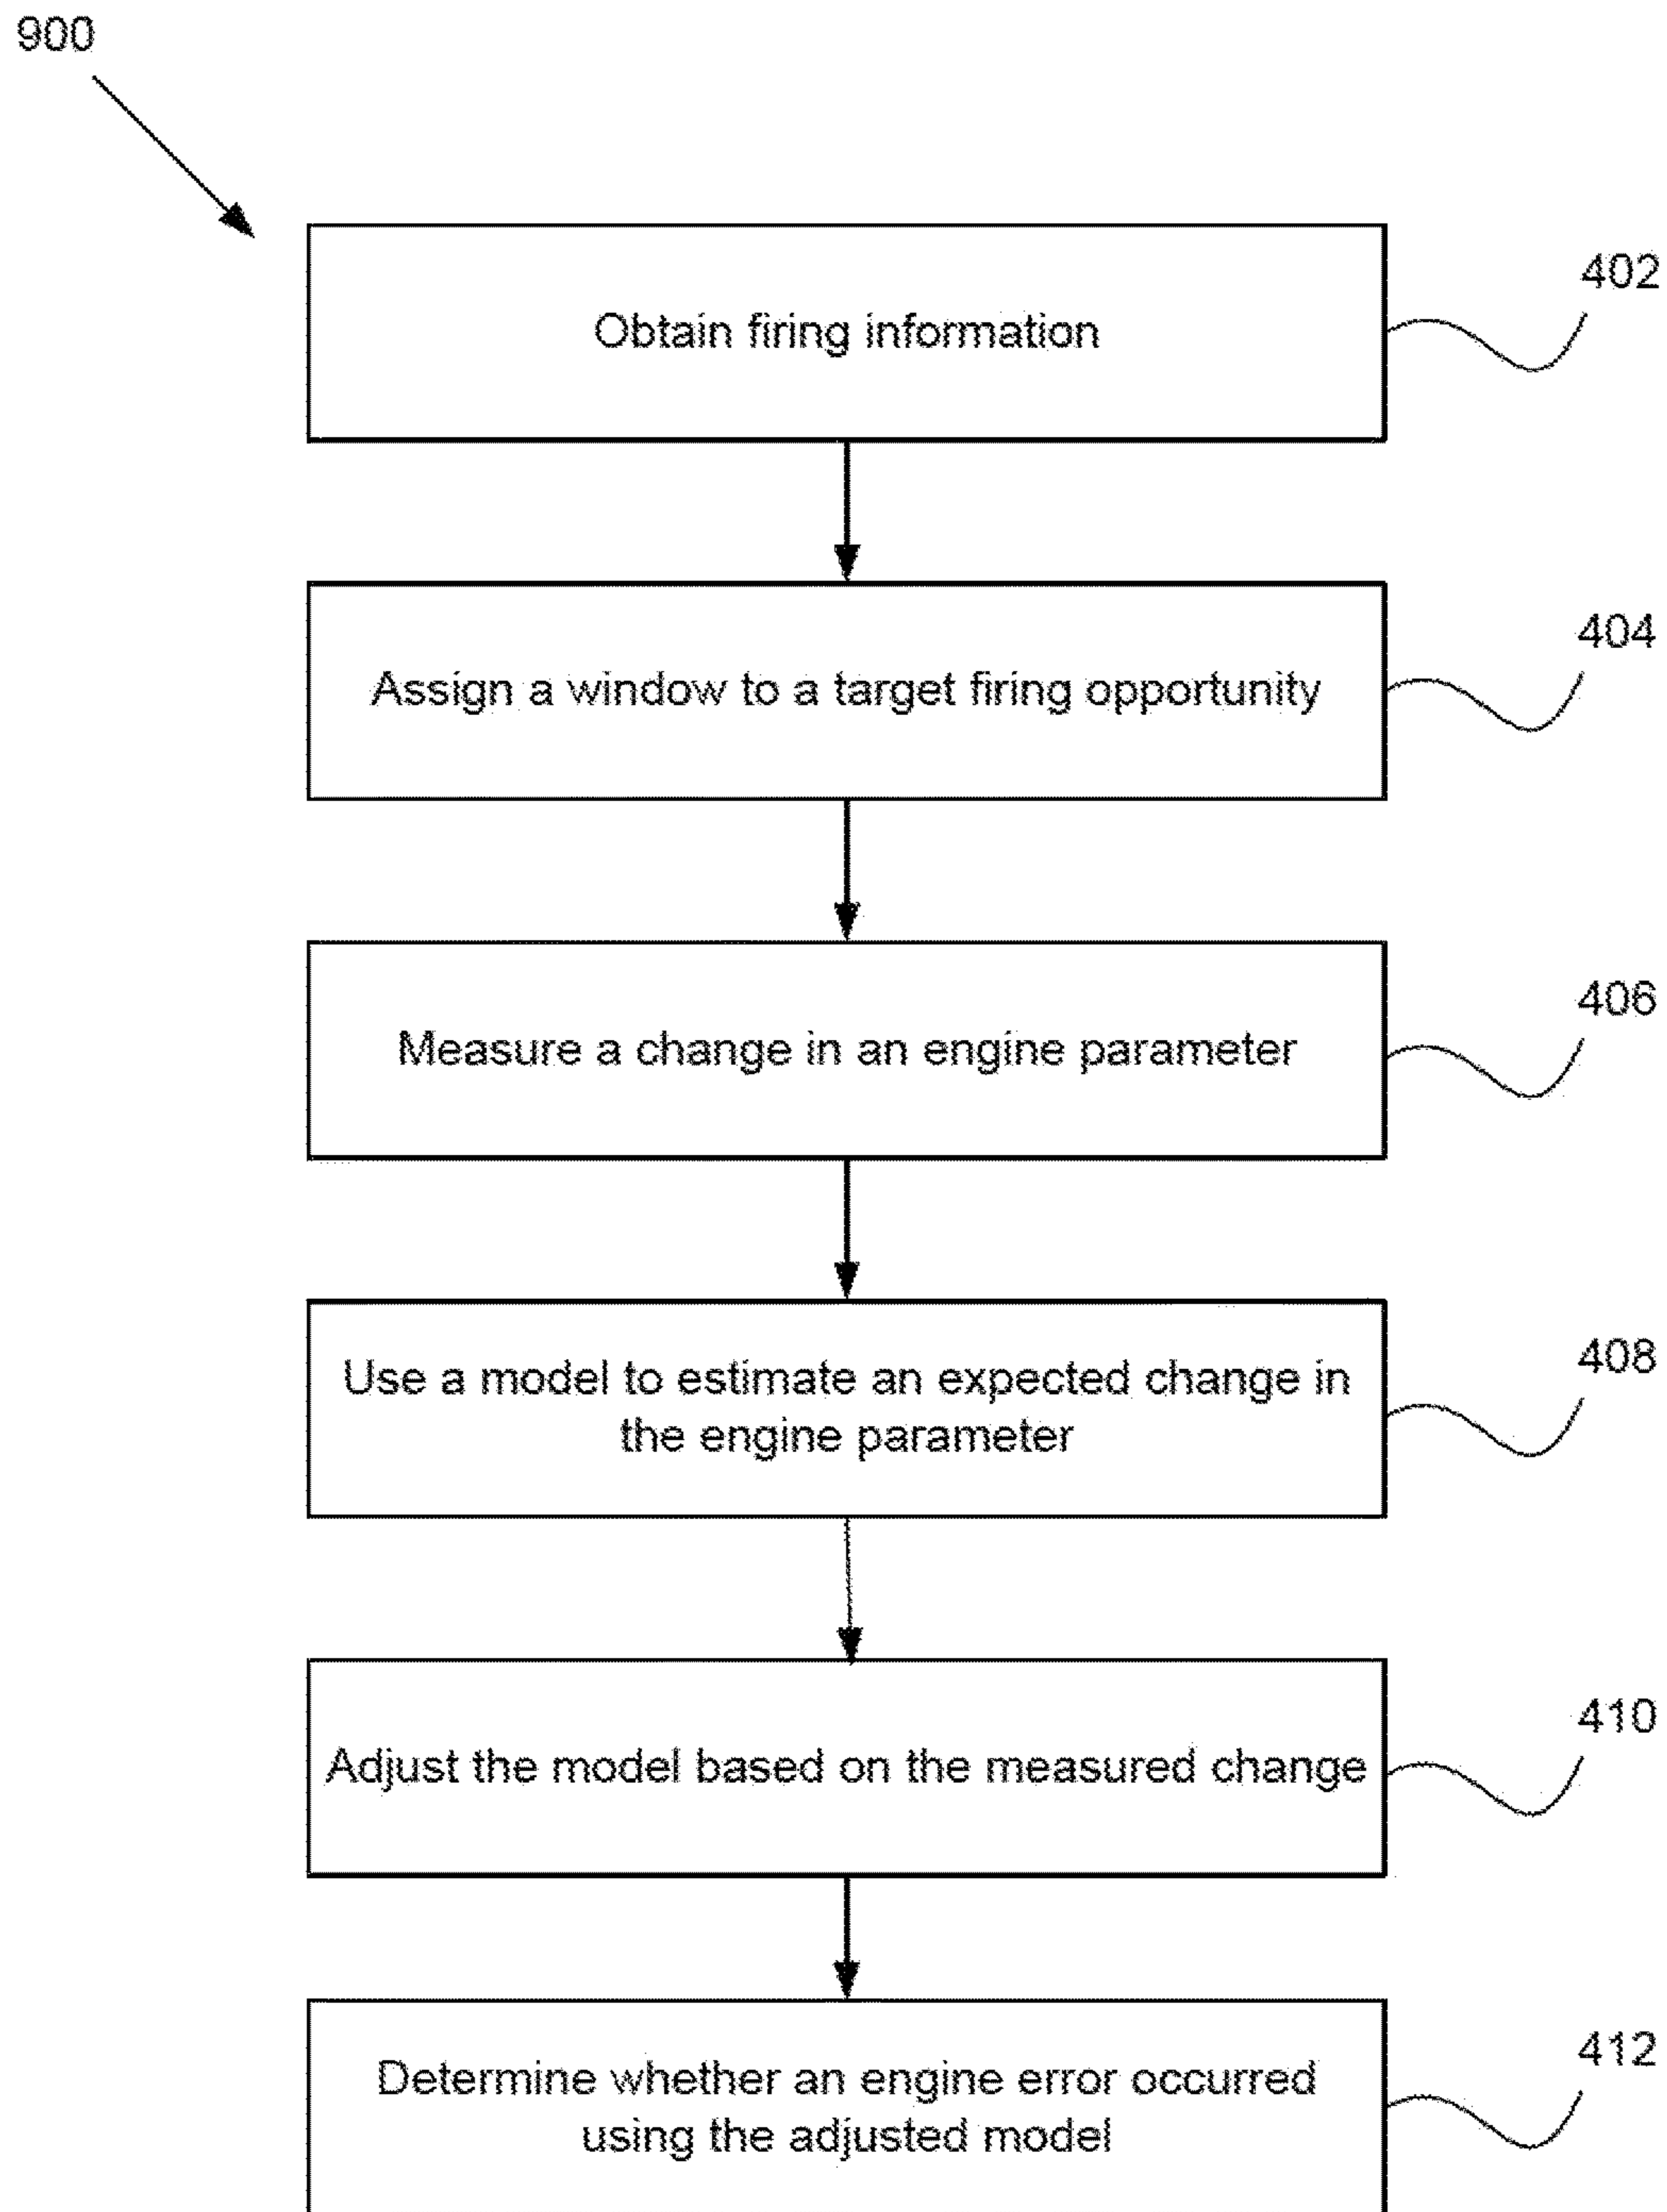 900
402
Obtain firing information
404
Assign a window to a target firing opportunity
406
Measure a change in an engine parameter
408
Use a model to estimate an expected change in
the engine parameter
410
Adjust the model based on the measured change
412
Determine whether an engine error occurred
using the adjusted model